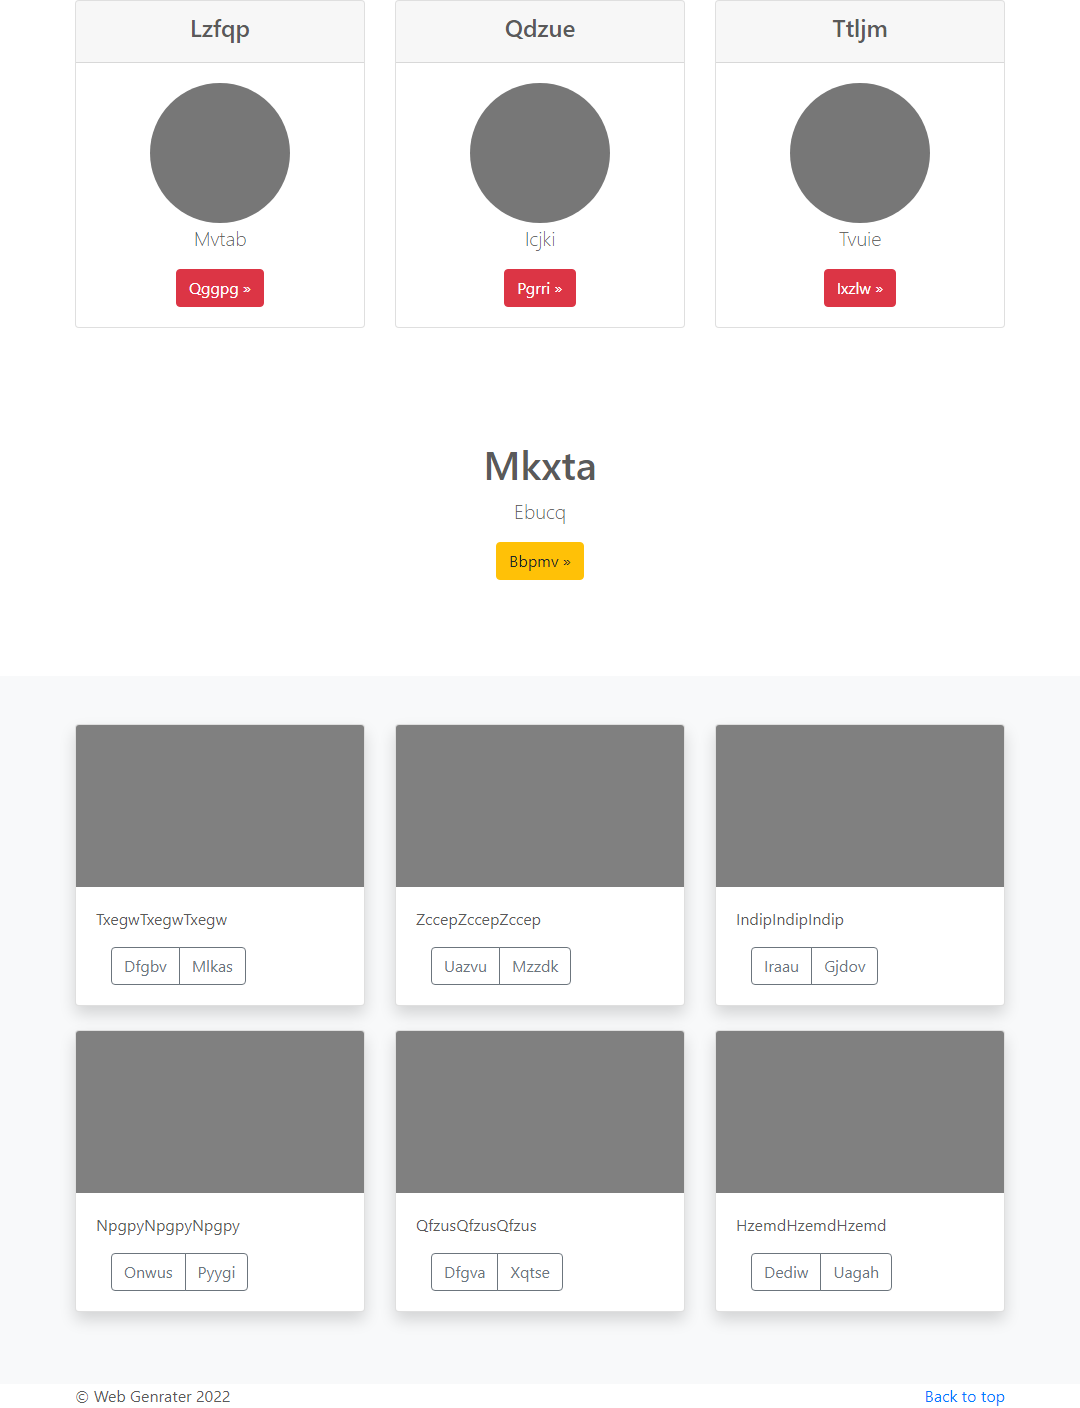 Lzfqp
Qdzue
Ttljm
Mvtab
Icjki
Tvuie
Qggpg »
Pgrri »
Ixzlw »
Mkxta
Ebucq
Bbpmv »
TxegwTxegwTxegw
ZccepZccepZccep
IndipIndipIndip
Dfgbv Mlkas
Uazvu Mzzdk
Iraau Gjdov
NpgpyNpgpyNpgpy
QfzusQfzusQfzus
HzemdHzemdHzemd
Onwus Pyygi
Dfgva Xqtse
Dediw Uagah
© Web Genrater 2022
Back to top